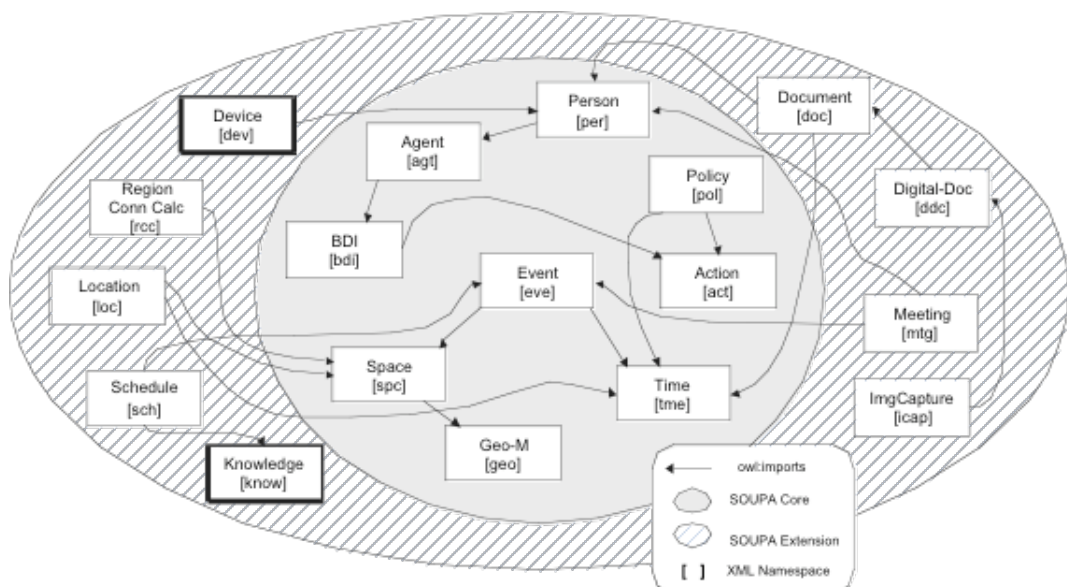 Person
[per]
Document
[doc]
Device
[dev]
Agent
[agt]
Policy
[pol]
Digital-Doc
[ddc]
Region
Conn Calc
[rcc]
BDI
[bdi]
Event
[eve]
Action
[act]
Location
[loc]
Meeting
[mtg]
Space
[spc]
Time
[tme]
Schedule
[sch]
ImgCapture
[icap]
Geo-M
[geo]
Knowledge
[know]
owl:imports
SOUPA Core
SOUPA Extension
[ ] XML Namespace